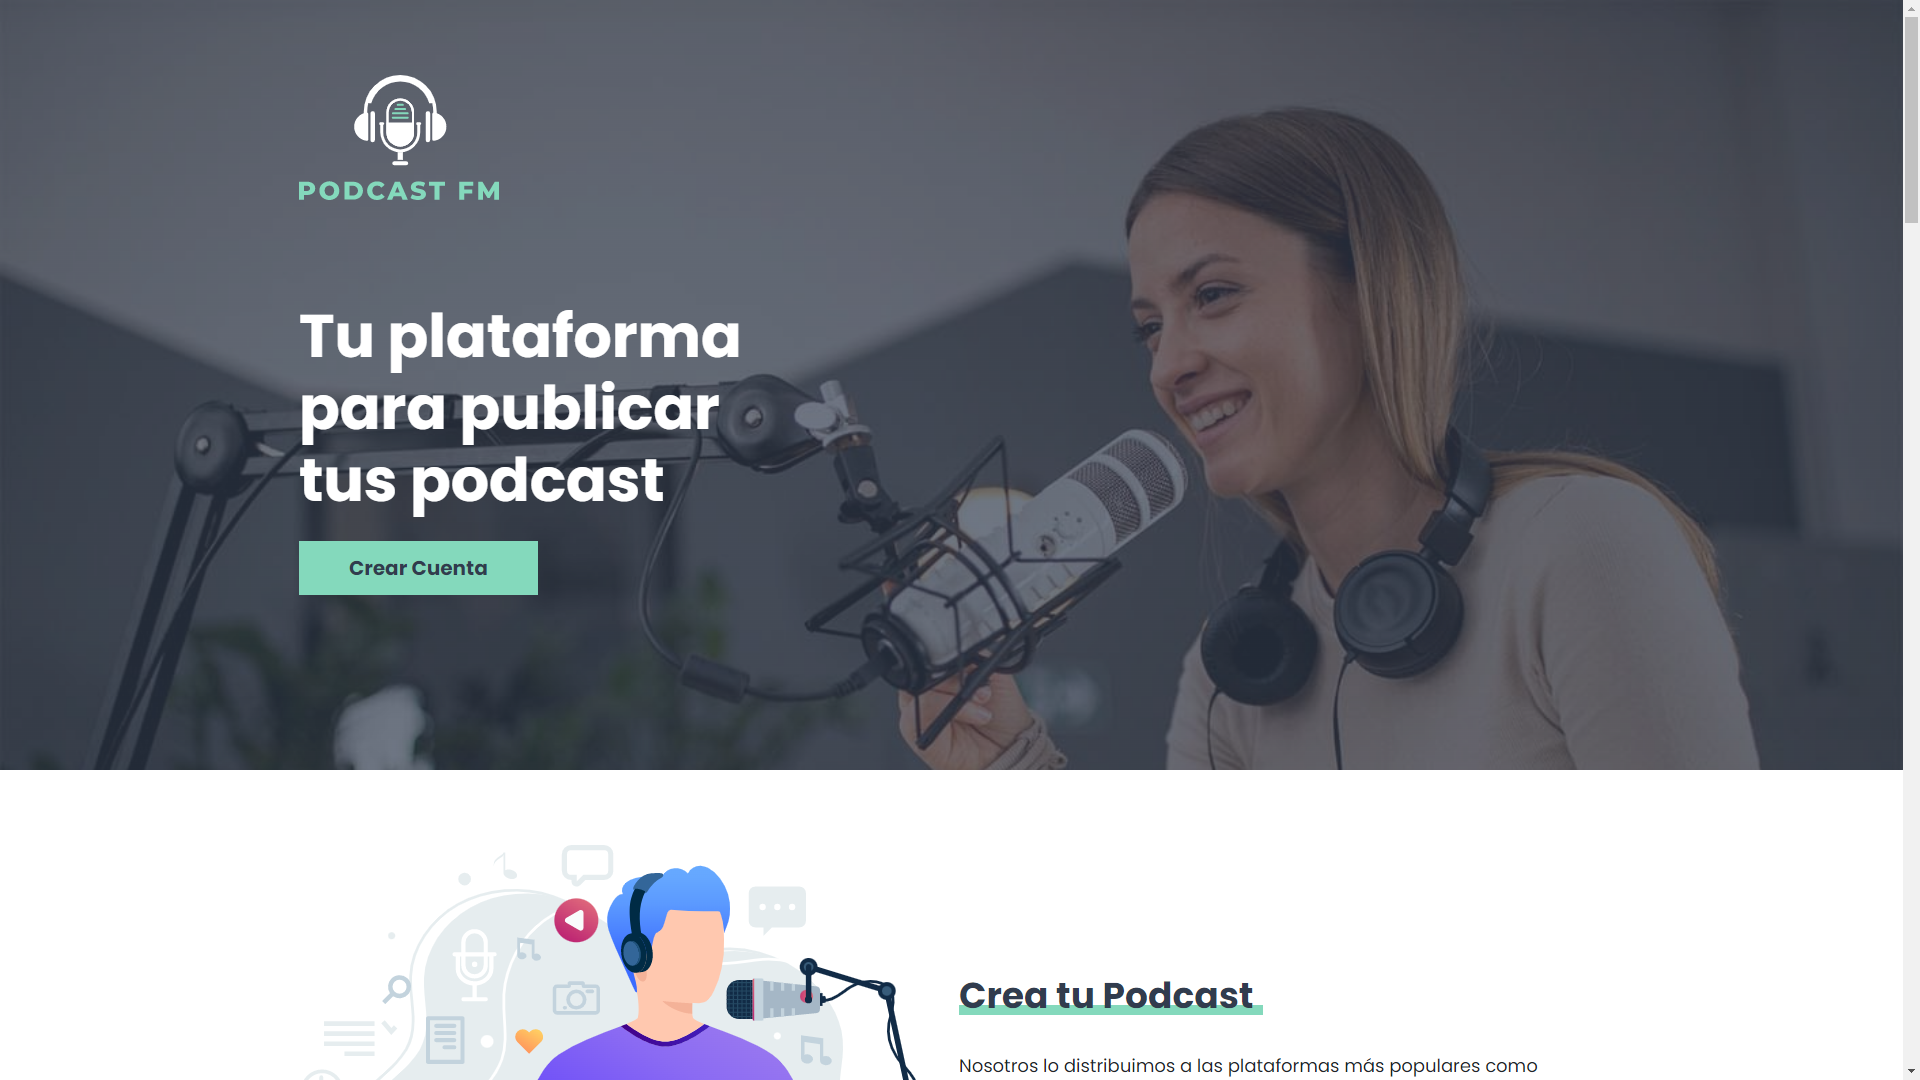 PODCAST FM
Tu plataforma
para publicar
tus podcast
Crear Cuenta
Crea tu Podcast
Nosotros lo distribuimos a las plataformas más populares como